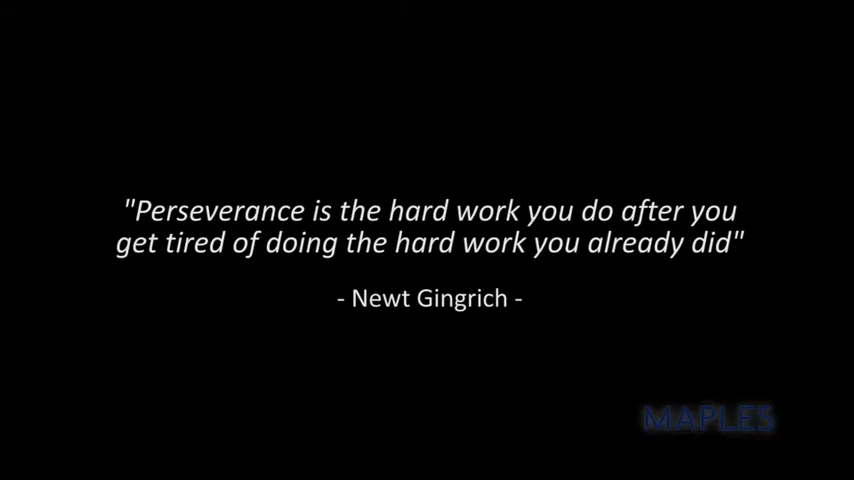 "Perseverance is the hard work you do after you
get tired of doing the hard work you already did"
- Newt Gingrich -
MAPLES